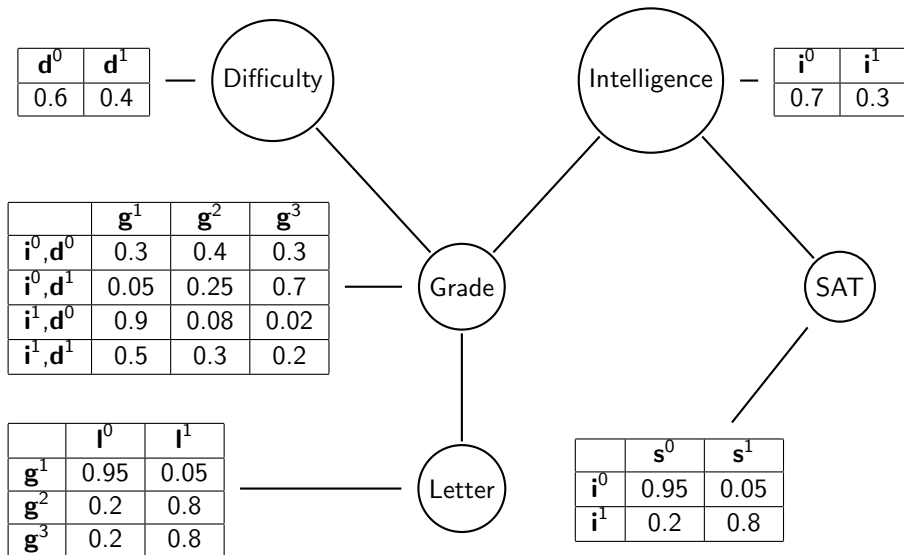 d⁰ d¹
0.6 0.4
Difficulty
Intelligence
i⁰ i¹
0.7 0.3
g¹ g² g³
i⁰,d⁰ 0.3 0.4 0.3
i⁰,d¹ 0.05 0.25 0.7
i¹,d⁰ 0.9 0.08 0.02
i¹,d¹ 0.5 0.3 0.2
Grade
SAT
l⁰ l¹
g¹ 0.95 0.05
g² 0.2 0.8
g³ 0.2 0.8
Letter
s⁰ s¹
i⁰ 0.95 0.05
i¹ 0.2 0.8